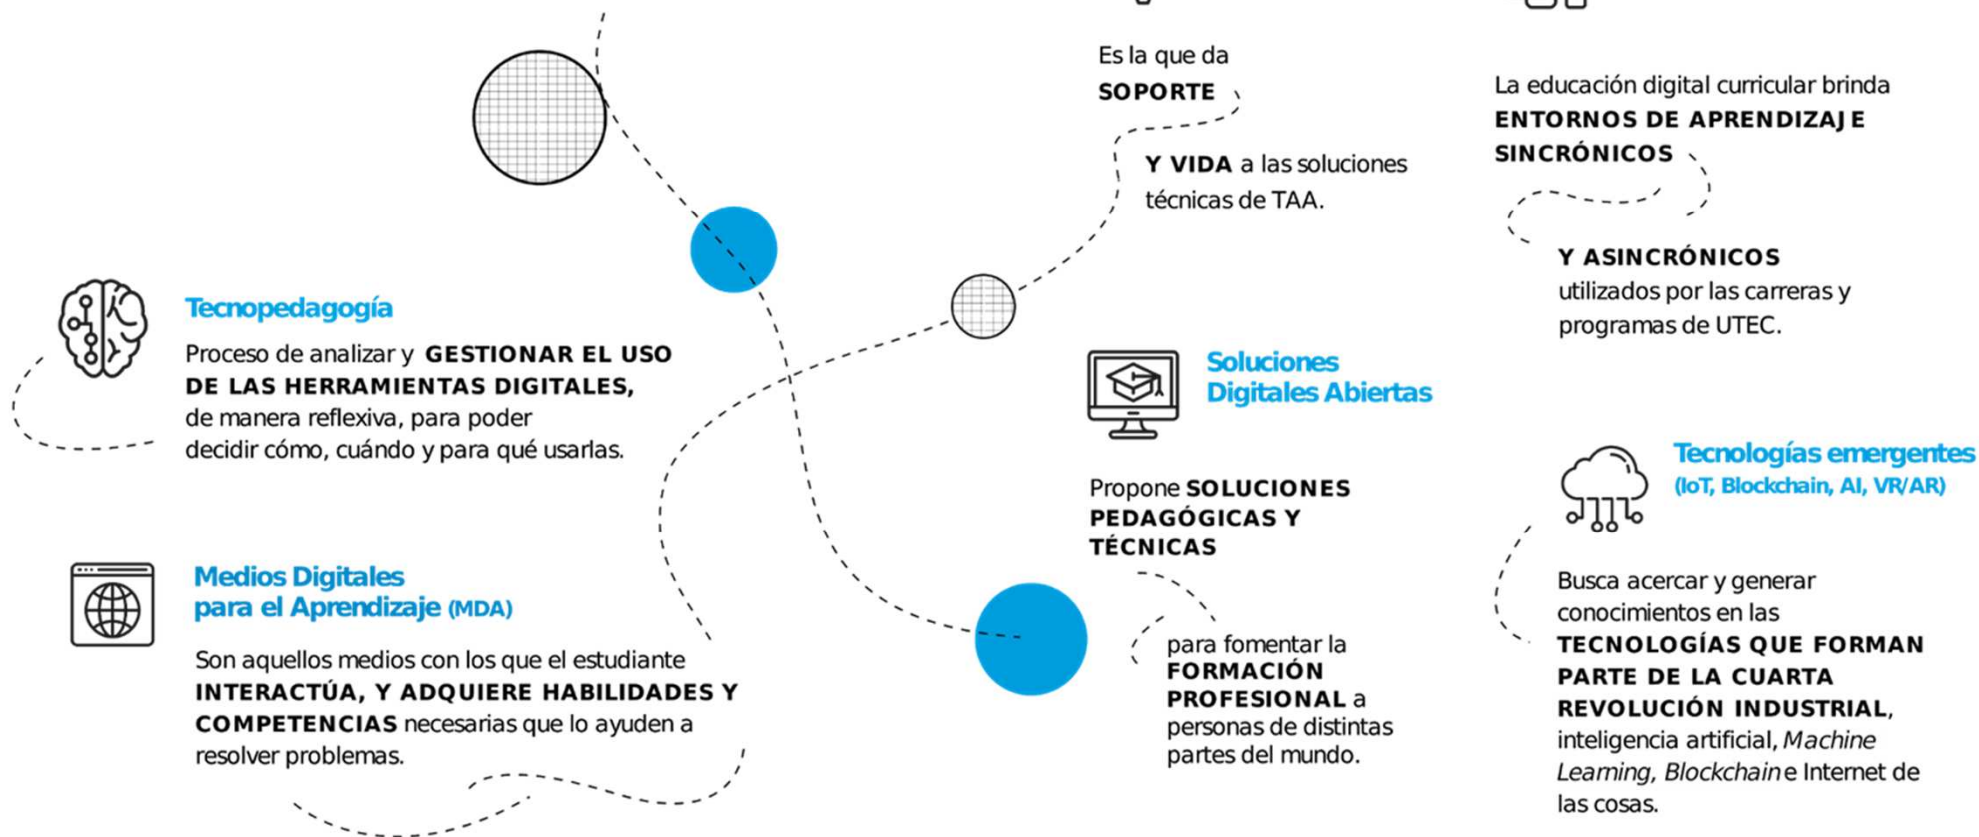 Es la que da
SOPORTE
Y VIDA a las soluciones
técnicas de TAA.
La educación digital curricular brinda
ENTORNOS DE APRENDIZAJE
SINCRÓNICOS
Y ASINCRÓNICOS
utilizados por las carreras y
programas de UTEC.
Tecnopedagogía
Proceso de analizar y GESTIONAR EL USO
DE LAS HERRAMIENTAS DIGITALES,
de manera reflexiva, para poder
decidir cómo, cuándo y para qué usarlas.
Medios Digitales
para el Aprendizaje (MDA)
Son aquellos medios con los que el estudiante
INTERACTÚA, Y ADQUIERE HABILIDADES Y
COMPETENCIAS necesarias que lo ayuden a
resolver problemas.
Soluciones
Digitales Abiertas
Propone SOLUCIONES
PEDAGÓGICAS Y
TÉCNICAS
para fomentar la
FORMACIÓN
PROFESIONAL a
personas de distintas
partes del mundo.
Tecnologías emergentes
(IoT, Blockchain, AI, VR/AR)
Busca acercar y generar
conocimientos en las
TECNOLOGÍAS QUE FORMAN
PARTE DE LA CUARTA
REVOLUCIÓN INDUSTRIAL,
inteligencia artificial, Machine
Learning, Blockchain e Internet de
las cosas.